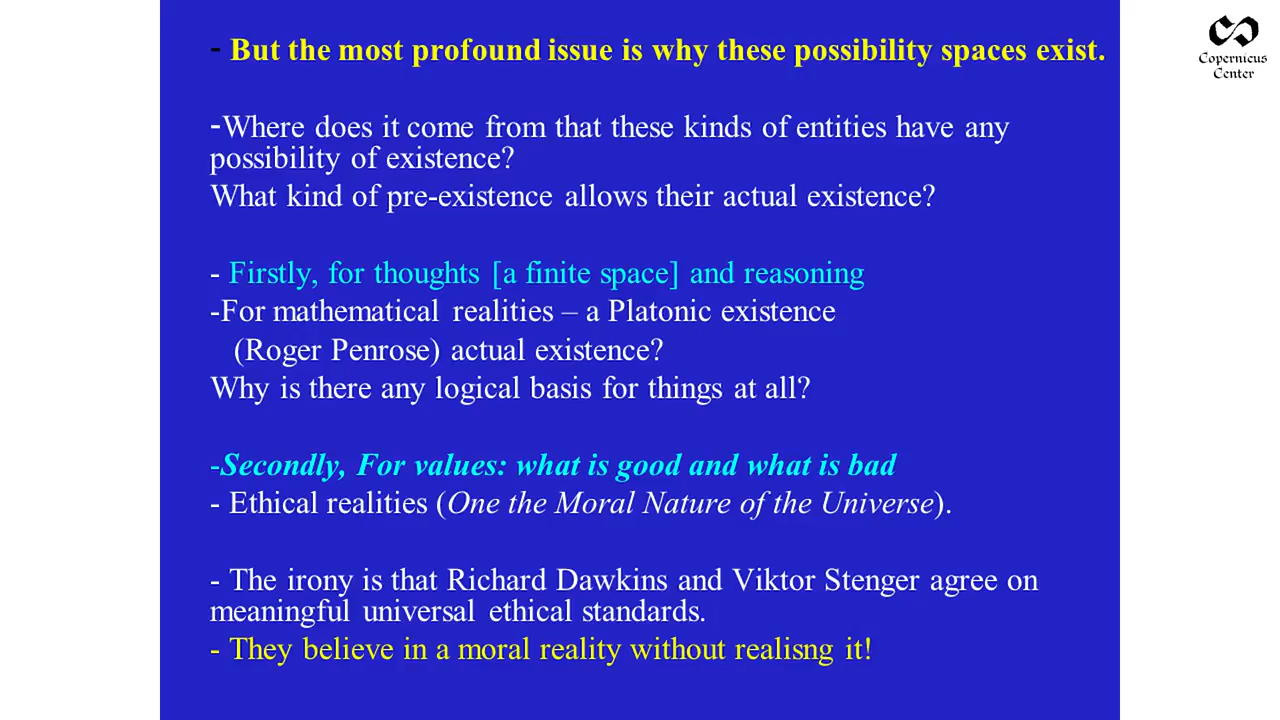 - But the most profound issue is why these possibility spaces exist.
-Where does it come from that these kinds of entities have any
possibility of existence?
What kind of pre-existence allows their actual existence?
- Firstly, for thoughts [a finite space] and reasoning
-For mathematical realities – a Platonic existence
(Roger Penrose) actual existence?
Why is there any logical basis for things at all?
-Secondly, For values: what is good and what is bad
- Ethical realities (One the Moral Nature of the Universe).
- The irony is that Richard Dawkins and Viktor Stenger agree on
meaningful universal ethical standards.
- They believe in a moral reality without realisng it!
Copernicus
Center